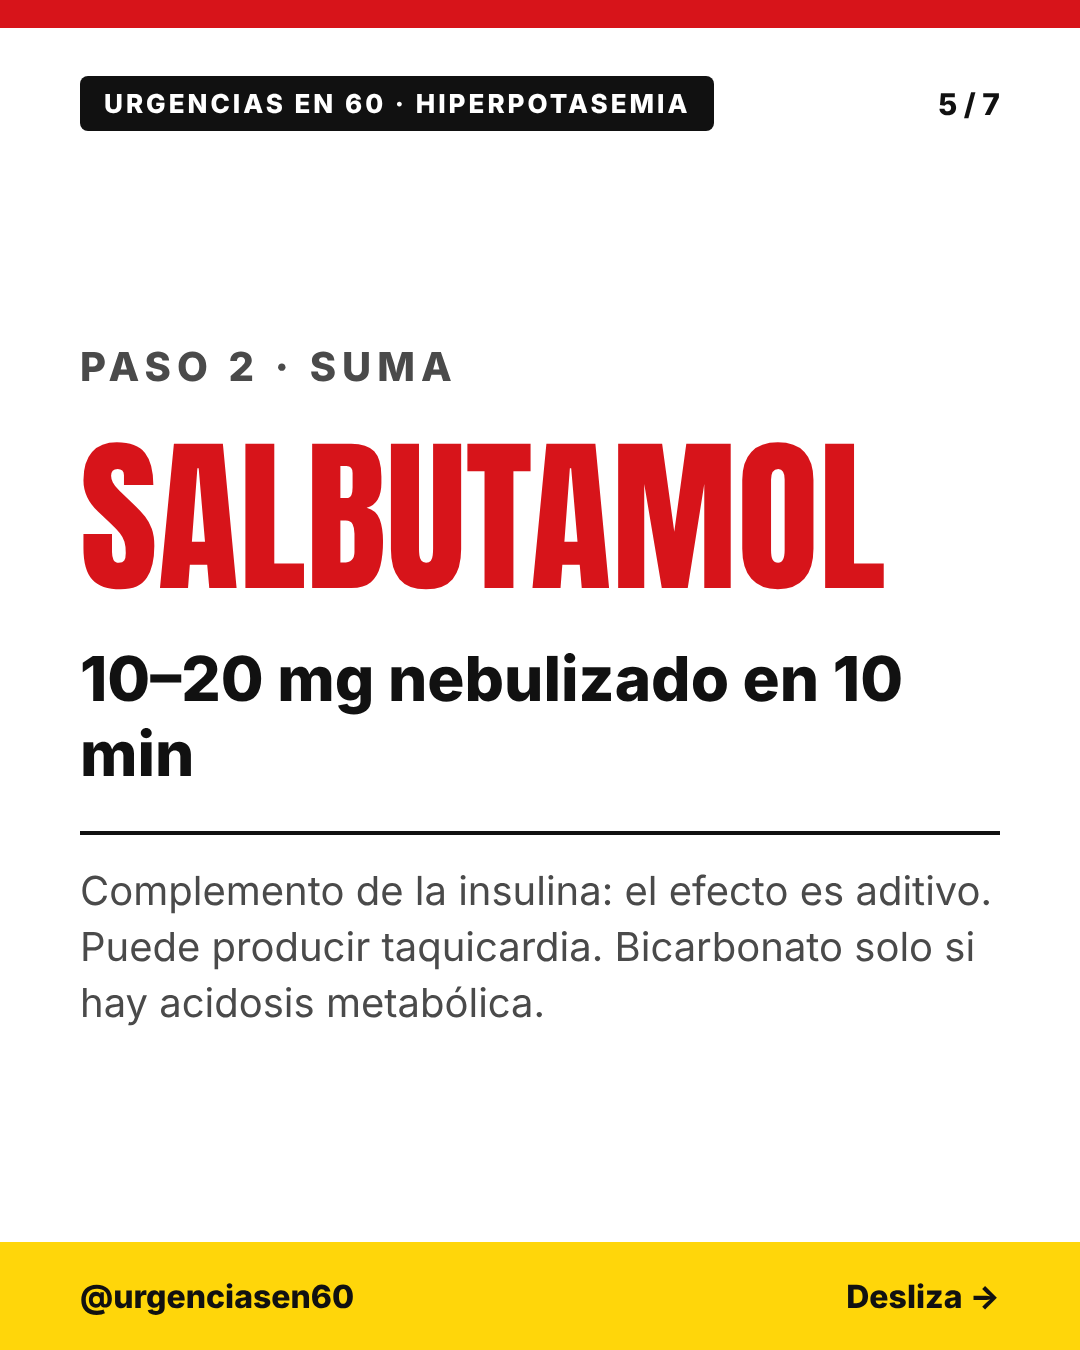 URGENCIAS EN 60 · HIPERPOTASEMIA
5 / 7
PASO 2 · SUMA
SALBUTAMOL
10–20 mg nebulizado en 10
min
Complemento de la insulina: el efecto es aditivo.
Puede producir taquicardia. Bicarbonato solo si
hay acidosis metabólica.
@urgenciasen60
Desliza →